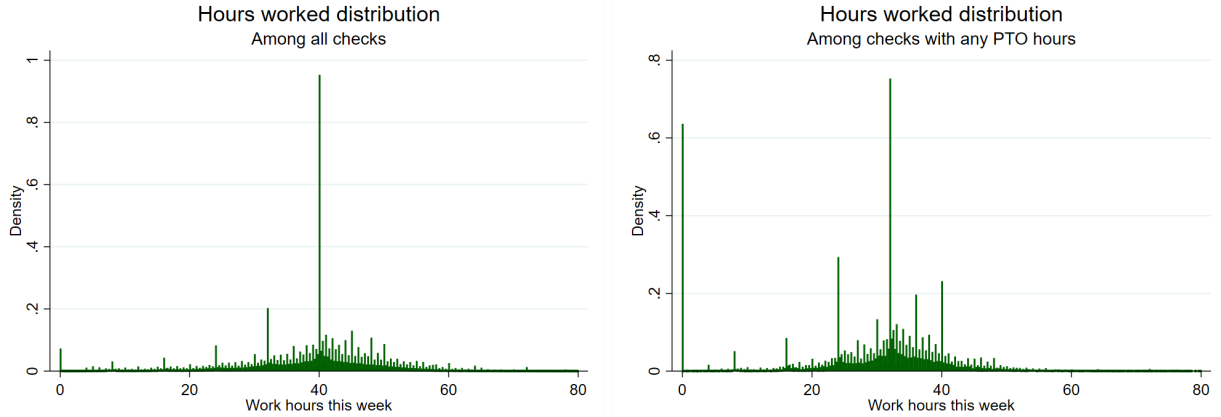 Hours worked distribution
Among all checks
Density
1
.8
.6
.4
.2
0
0 20 40 60 80
Work hours this week
Hours worked distribution
Among checks with any PTO hours
Density
.8
.6
.4
.2
0
0 20 40 60 80
Work hours this week